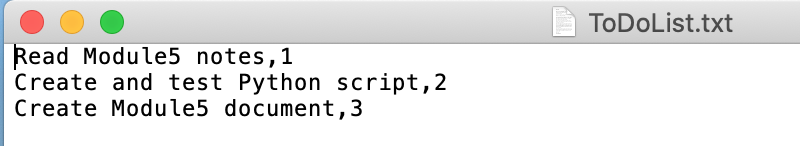 ToDoList.txt
Read Module5 notes,1
Create and test Python script,2
Create Module5 document,3